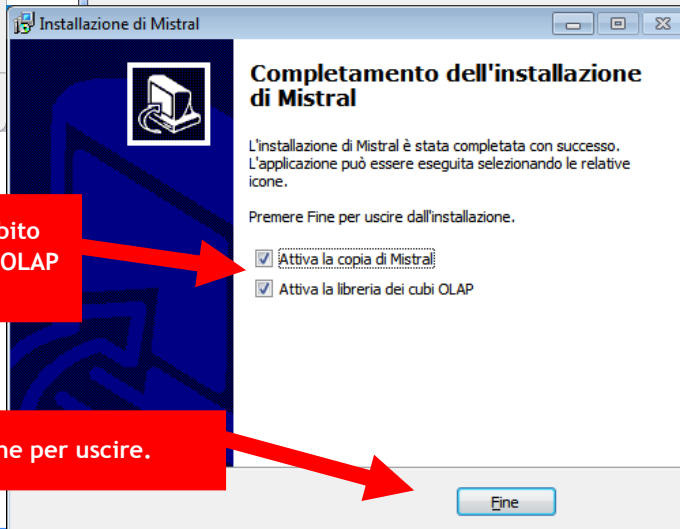 Installazione di Mistral
Completamento dell'installazione
di Mistral
L'installazione di Mistral è stata completata con successo.
L'applicazione può essere eseguita selezionando le relative
icone.
Premere Fine per uscire dall'installazione.
Attiva la copia di Mistral
Attiva la libreria dei cubi OLAP
OLAP
per uscire.
Fine